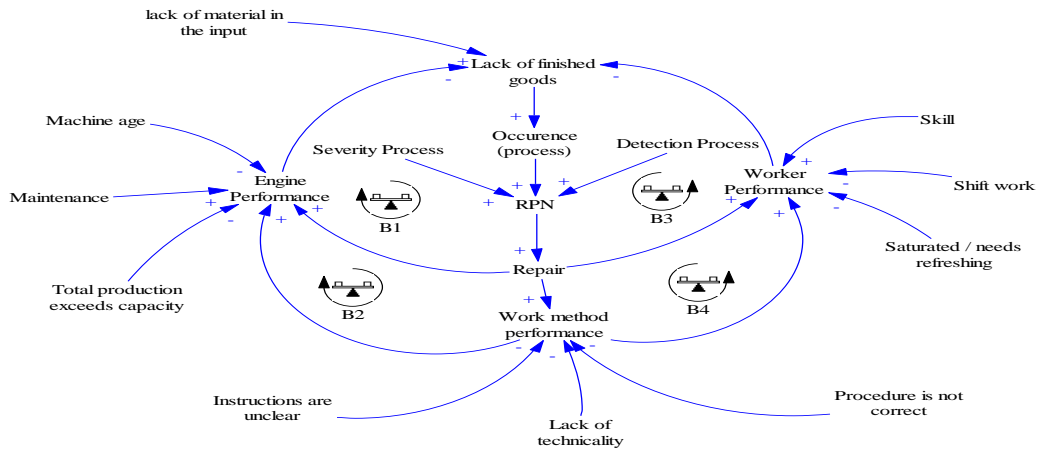 lack of material in
the input
Lack of finished
goods
Machine age
Occurence
(process)
Skill
Severity Process
Detection Process
Engine
Performance
Worker
Performance
Maintenance
Shift work
RPN
B1
B3
Saturated / needs
refreshing
Repair
Total production
exceeds capacity
B2
B4
Work method
performance
Instructions are
unclear
Lack of
technicality
Procedure is not
correct
+
-
-
+
-
+
-
+
+
+
+
+
+
+
+
+
-
-
+
+
-
-
-